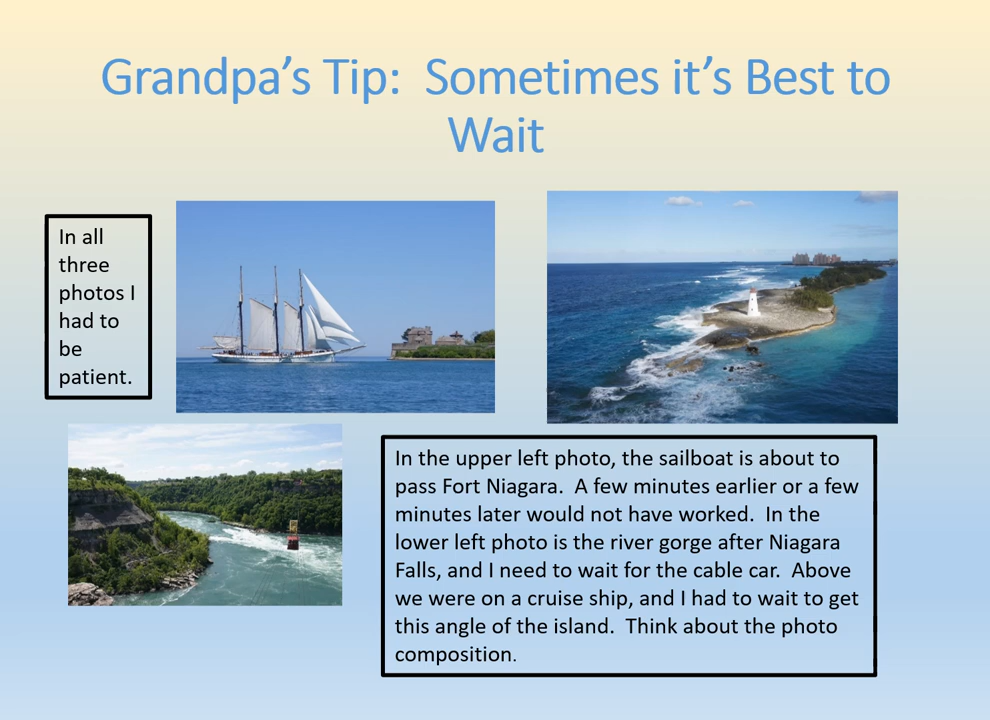 Grandpa’s Tip:  Sometimes it’s Best to
Wait
In all
three
photos I
had to
be
patient.
In the upper left photo, the sailboat is about to
pass Fort Niagara.  A few minutes earlier or a few
minutes later would not have worked.  In the
lower left photo is the river gorge after Niagara
Falls, and I need to wait for the cable car.  Above
we were on a cruise ship, and I had to wait to get
this angle of the island.  Think about the photo
composition.